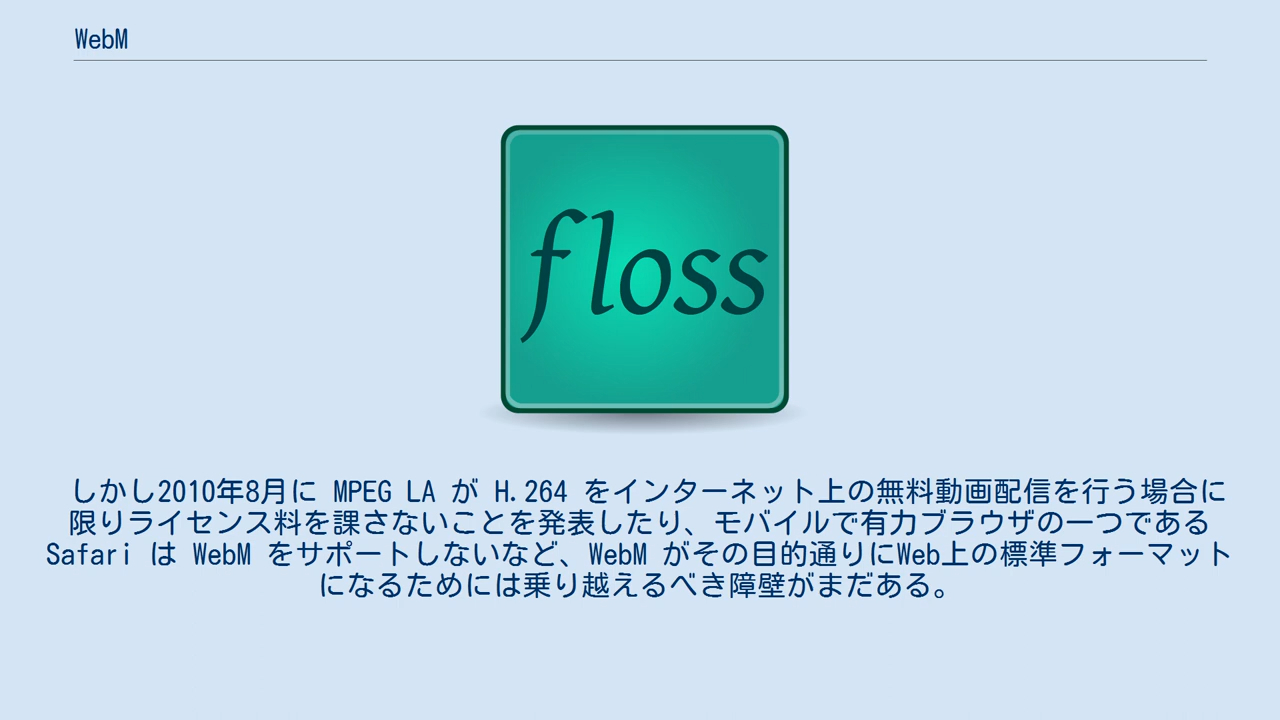 WebM
floss
しかし2010年8月に MPEG LA が H.264 をインターネット上の無料動画配信を行う場合に
限りライセンス料を課さないことを発表したり、モバイルで有力ブラウザの一つである
Safari は WebM をサポートしないなど、WebM がその目的通りにWeb上の標準フォーマット
になるためには乗り越えるべき障壁がまだある。